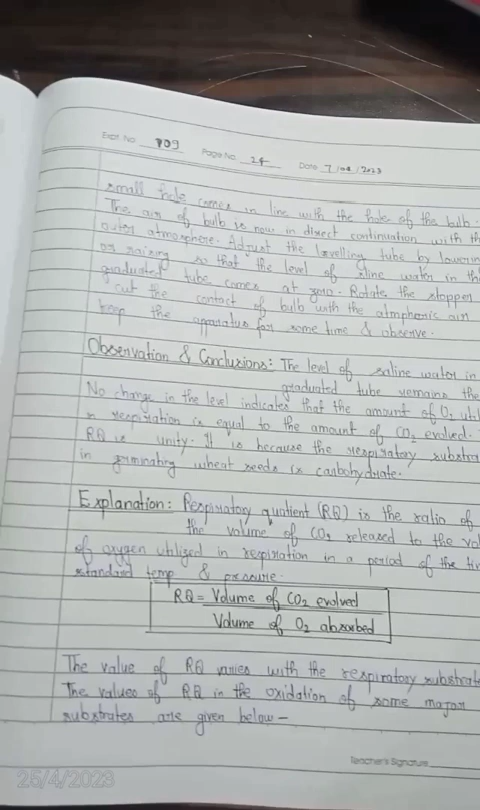 Expt. No. 109 Page No. 24 Date 7/04/2023
small hole comes in line with the hole of the bulb.
The air of bulb is now in direct continuation with th
outer atmosphere. Adjust the levelling tube by lowerin
or raising so that the level of sline water in th
graduated tube comes at zero. Rotate the stopper
cut the contact of bulb with the atmpheric air
keep the apparatus for some time & observe.
Observation & Conclusions: The level of saline water in
graduated tube remains the
No change in the level indicates that the amount of O2 util
in respiration is equal to the amount of CO2 evolved.
RQ is unity. It is because the respiratory substra
in germinating wheat seeds is carbohydrate.
Explanation: Respiratory quotient (RQ) is the ratio of
the volume of CO2 released to the vol
of oxygen utilized in respiration in a period of the tim
standard temp & pressure.
RQ = Volume of CO2 evolved
Volume of O2 absorbed
The value of RQ varies with the respiratory substrat
The values of RQ in the oxidation of some major
substrates are given below -
Teacher's Signature
25/4/2023